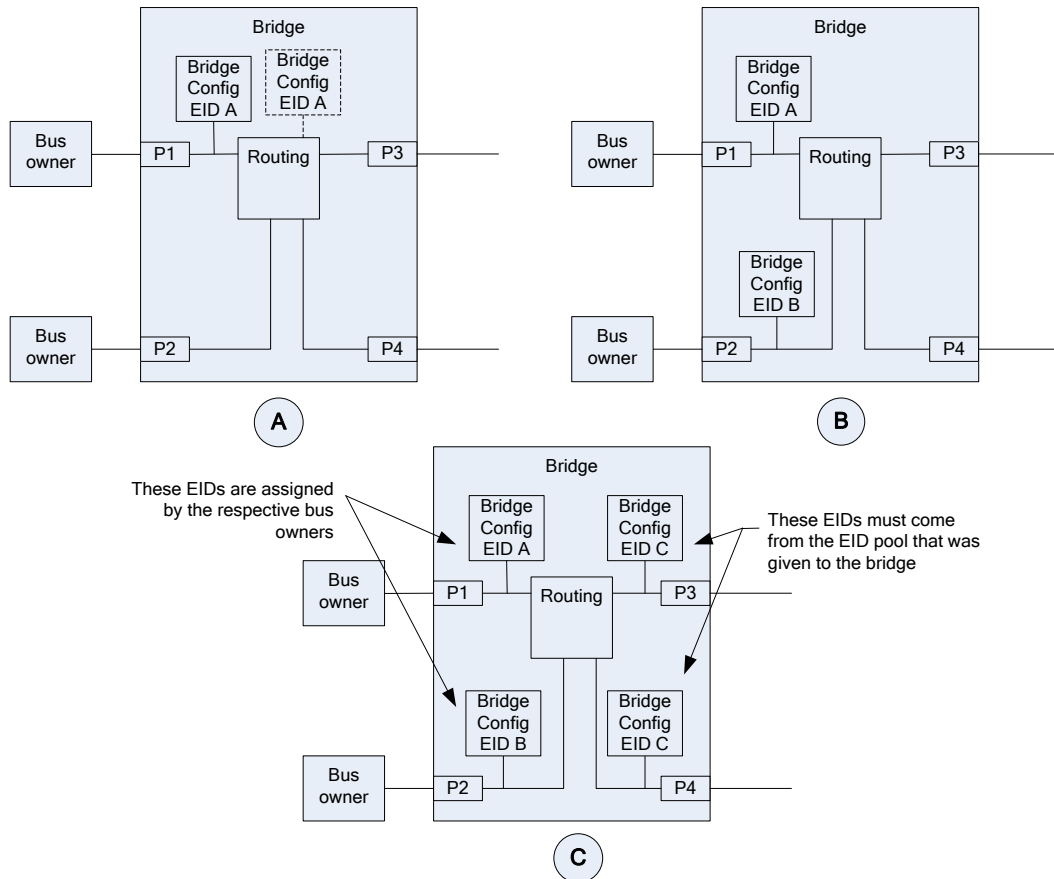 Bridge
Bridge
Config
EID A
Bridge
Config
EID A
Bus
owner
P1
Routing
P3
Bus
owner
P2
P4
A
Bridge
Bridge
Config
EID A
Bus
owner
P1
Routing
P3
Bridge
Config
EID B
Bus
owner
P2
P4
B
These EIDs are assigned
by the respective bus
owners
Bridge
Bridge
Config
EID A
Bridge
Config
EID C
These EIDs must come
from the EID pool that was
given to the bridge
Bus
owner
P1
Routing
P3
Bridge
Config
EID B
Bridge
Config
EID C
Bus
owner
P2
P4
C